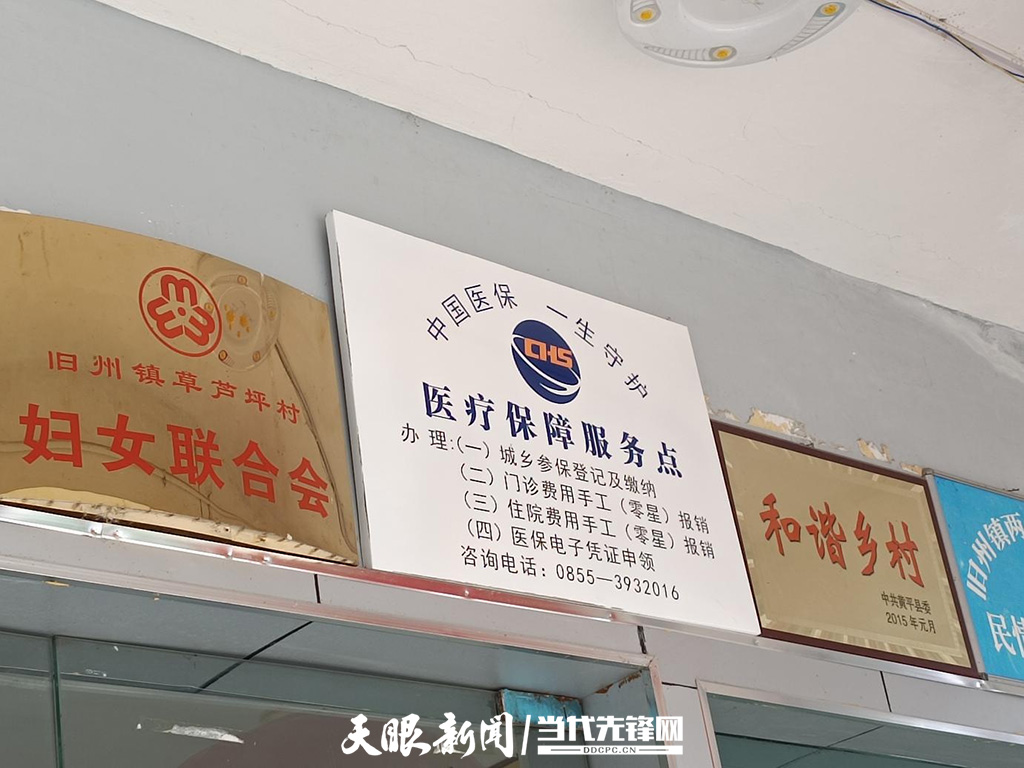 旧州镇草芦坪村
妇女联合会
中国医保 一生守护
CHS
医疗保障服务点
办理:(一)城乡参保登记及缴纳
(二)门诊费用手工(零星)报销
(三)住院费用手工(零星)报销
(四)医保电子凭证申领
咨询电话：0855—3932016
和谐乡村
中共黄平县委
2015年元月
旧州镇两
民情
天眼新闻/当代先锋网
DDCPC.CN